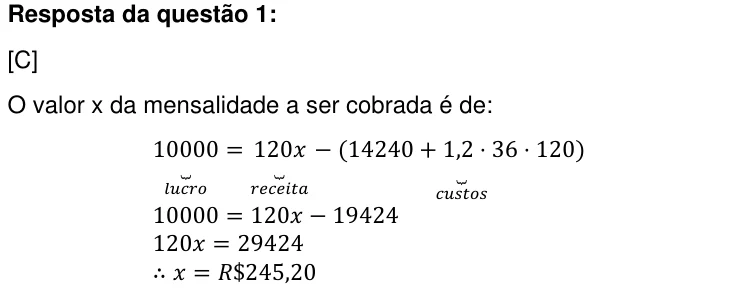 Resposta da questão 1:
[C]
O valor x da mensalidade a ser cobrada é de:
10000 = 120x − (14240 + 1,2 · 36 · 120)
lucro receita custos
10000 = 120x − 19424
120x = 29424
∴ x = R$245,20